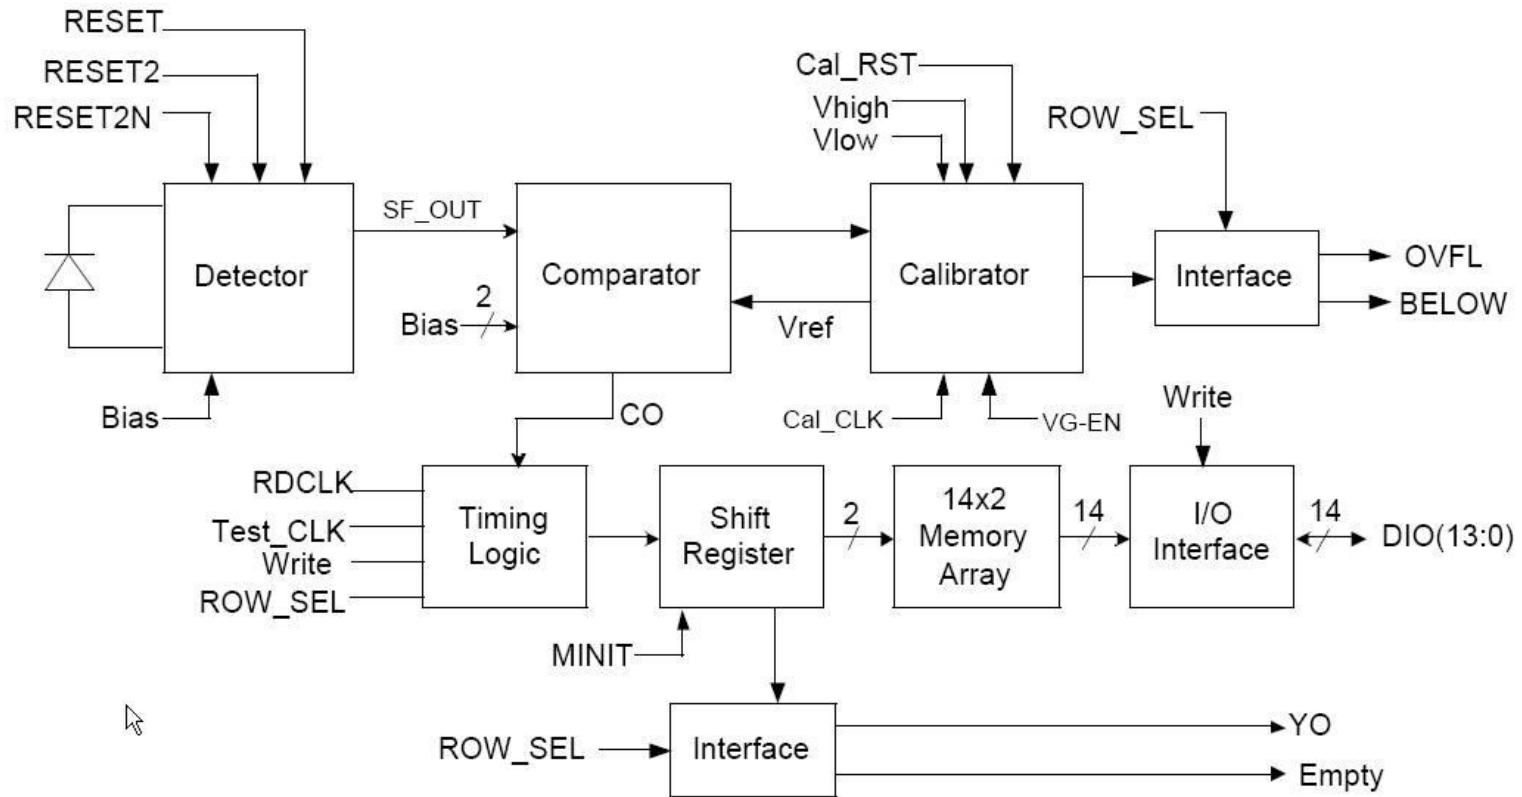 RESET
RESET2
RESET2N
Cal_RST
Vhigh
Vlow
ROW_SEL
SF_OUT
Detector
Comparator
Calibrator
Interface
OVFL
BELOW
Bias
2
Vref
Bias
CO
Cal_CLK
VG-EN
Write
RDCLK
Test_CLK
Write
ROW_SEL
Timing
Logic
Shift
Register
2
14x2
Memory
Array
14
I/O
Interface
14
DIO(13:0)
MINIT
ROW_SEL
Interface
YO
Empty